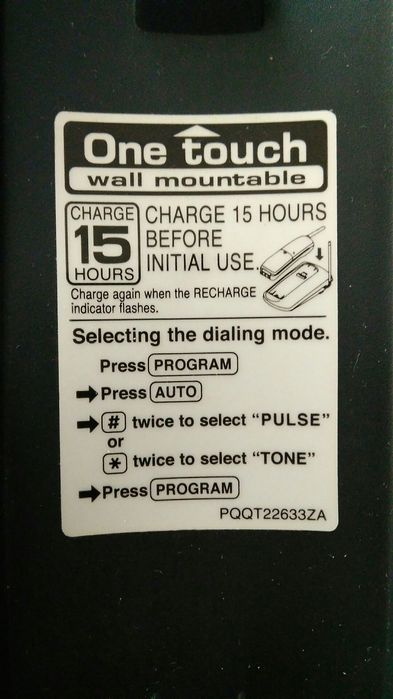 One touch
wall mountable
CHARGE
15
HOURS
CHARGE 15 HOURS
BEFORE
INITIAL USE.
Charge again when the RECHARGE
indicator flashes.
Selecting the dialing mode.
Press PROGRAM
➔Press AUTO
➔# twice to select “PULSE”
or
* twice to select “TONE”
➔Press PROGRAM
PQQT22633ZA